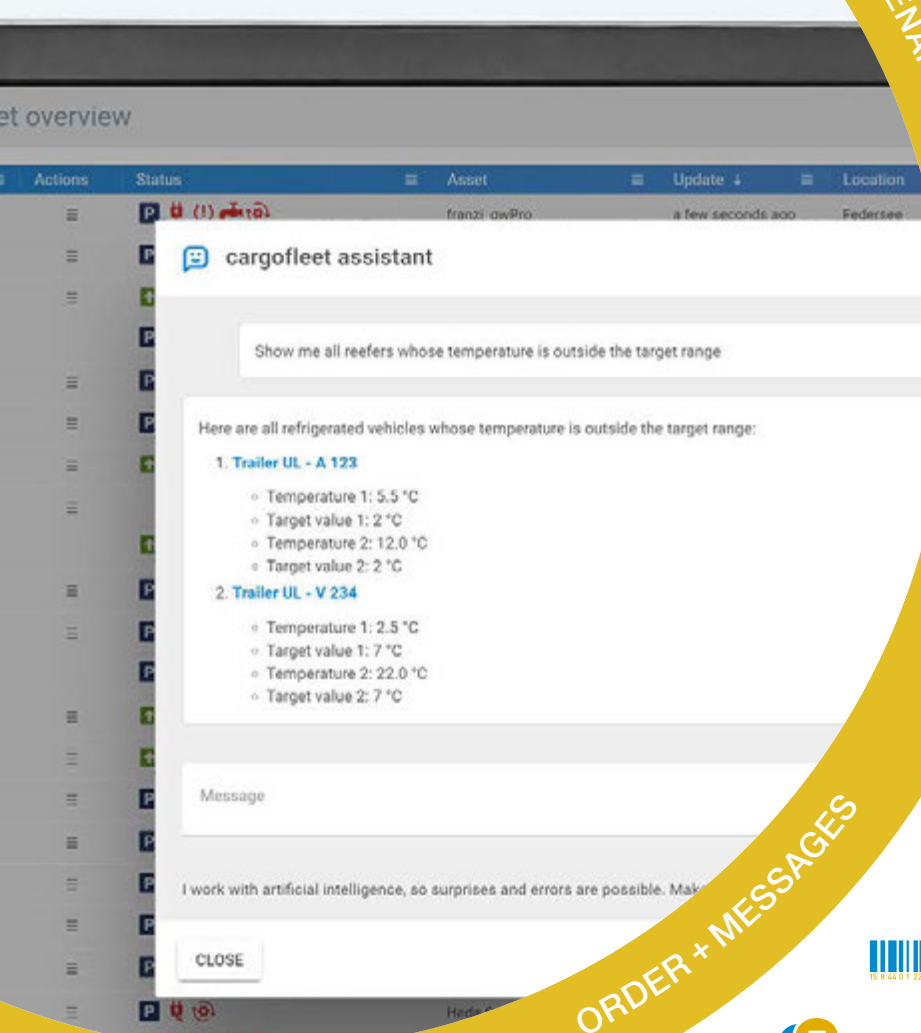 et overview
Actions Status Asset Update ↓ Location
P (!) franzi_owPro a few seconds ago Federsee
cargofleet assistant
Show me all reefers whose temperature is outside the target range
Here are all refrigerated vehicles whose temperature is outside the target range:
1. Trailer UL - A 123
Temperature 1: 5.5 °C
Target value 1: 2 °C
Temperature 2: 12.0 °C
Target value 2: 2 °C
2. Trailer UL - V 234
Temperature 1: 2.5 °C
Target value 1: 7 °C
Temperature 2: 22.0 °C
Target value 2: 7 °C
Message
I work with artificial intelligence, so surprises and errors are possible. Mak
CLOSE
ORDER + MESSAGES